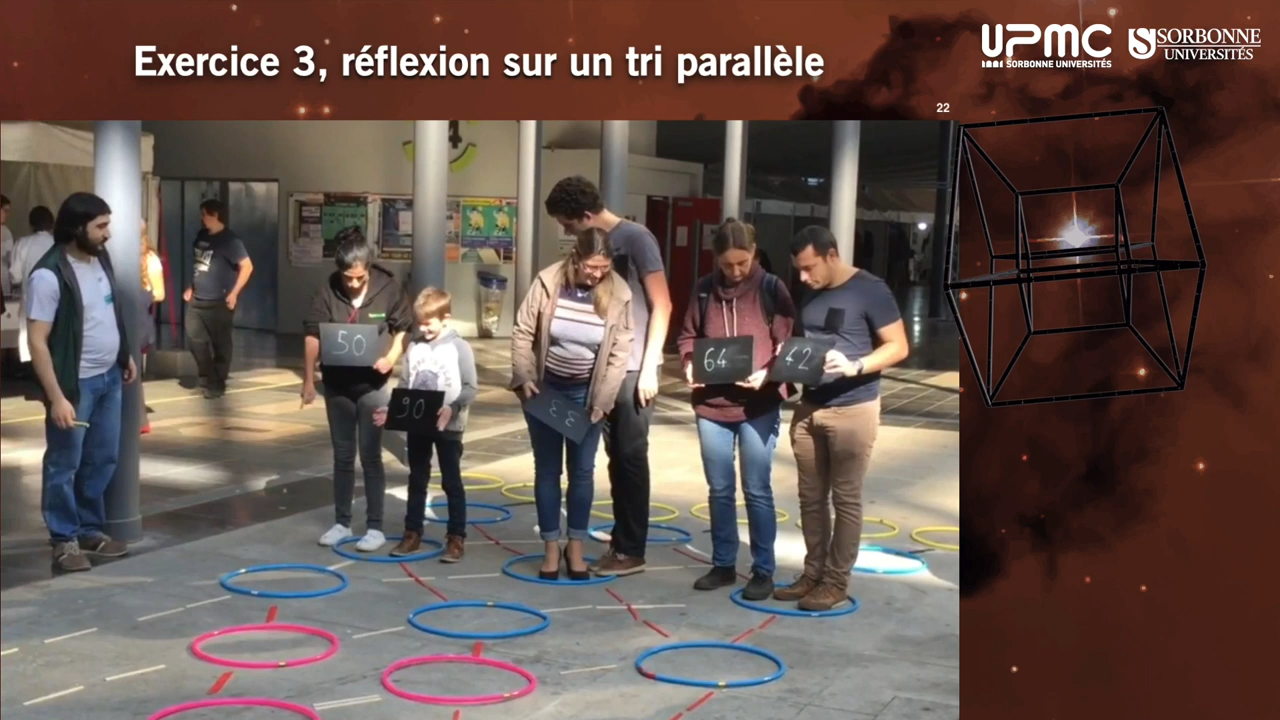 Exercice 3, réflexion sur un tri parallèle
UPMC
SORBONNE UNIVERSITÉS
SORBONNE
UNIVERSITÉS
22
50
90
33
64
42